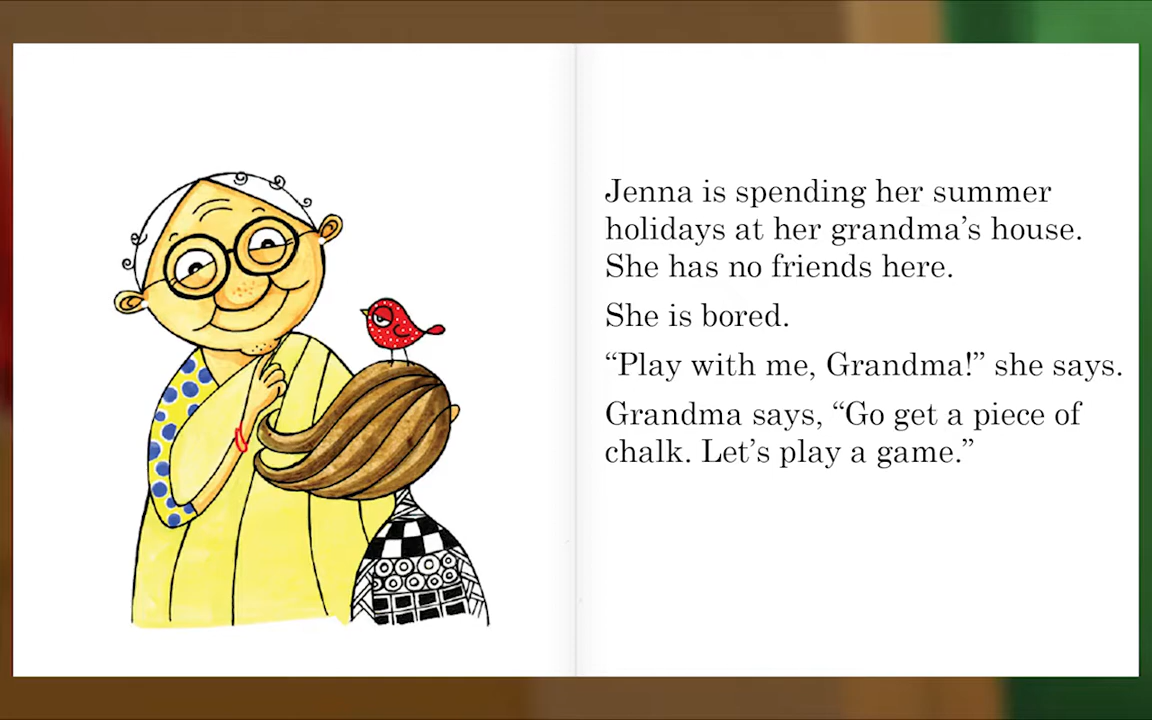 Jenna is spending her summer
holidays at her grandma’s house.
She has no friends here.
She is bored.
“Play with me, Grandma!” she says.
Grandma says, “Go get a piece of
chalk. Let’s play a game.”